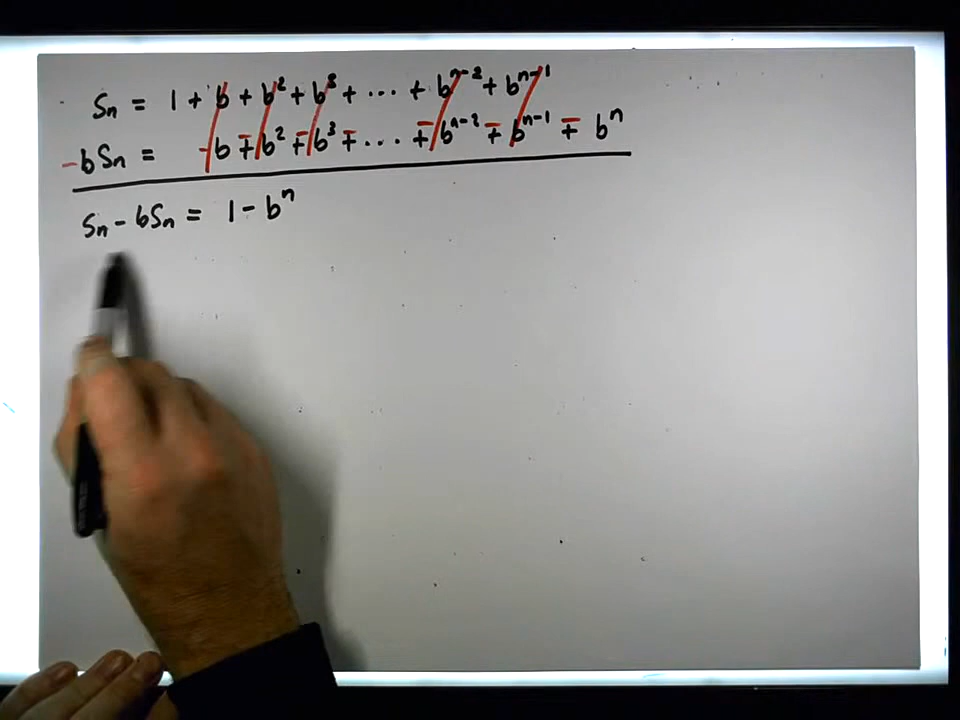 Sn = 1 + b + b² + b³ + ... + bⁿ⁻² + bⁿ⁻¹
-bSn = -b ∓ b² ∓ b³ ∓ ... ∓ bⁿ⁻² ∓ bⁿ⁻¹ ∓ bⁿ
Sn - bSn = 1 - bⁿ